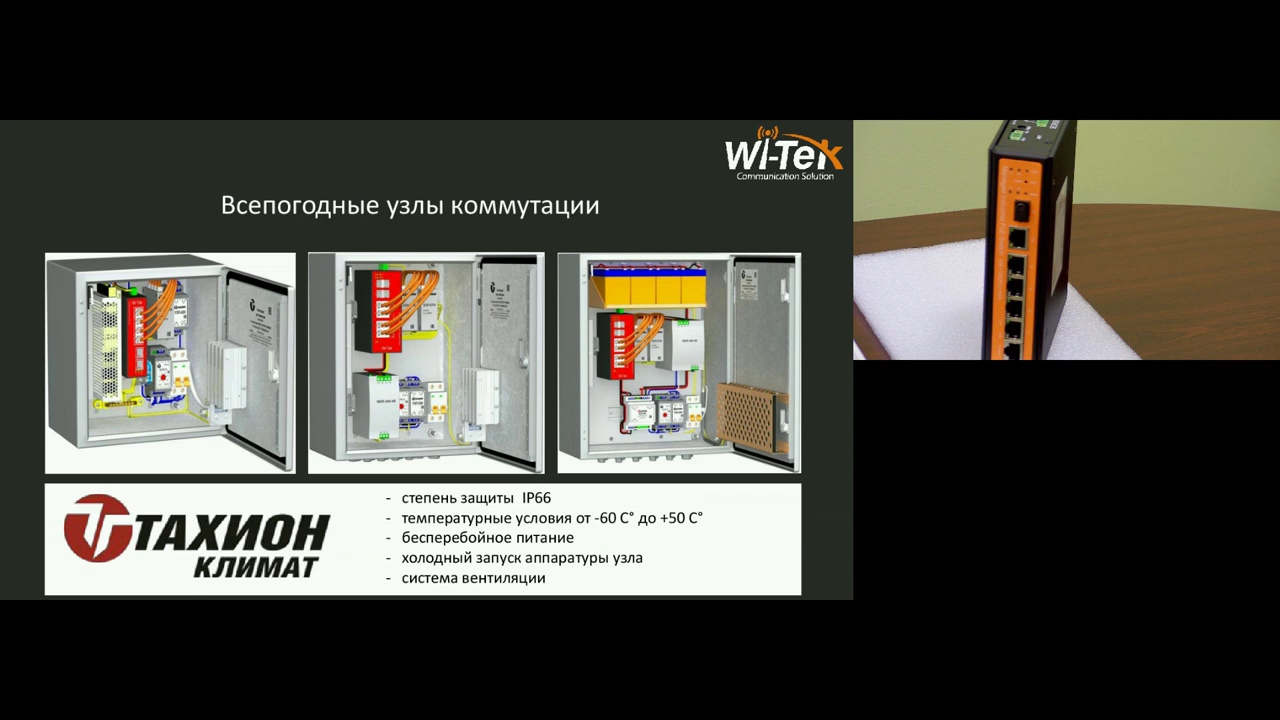 Wi-Tek
Communication Solution
Всепогодные узлы коммутации
ТАХИОН
КЛИМАТ
- степень защиты IP66
- температурные условия от -60 С° до +50 С°
- бесперебойное питание
- холодный запуск аппаратуры узла
- система вентиляции